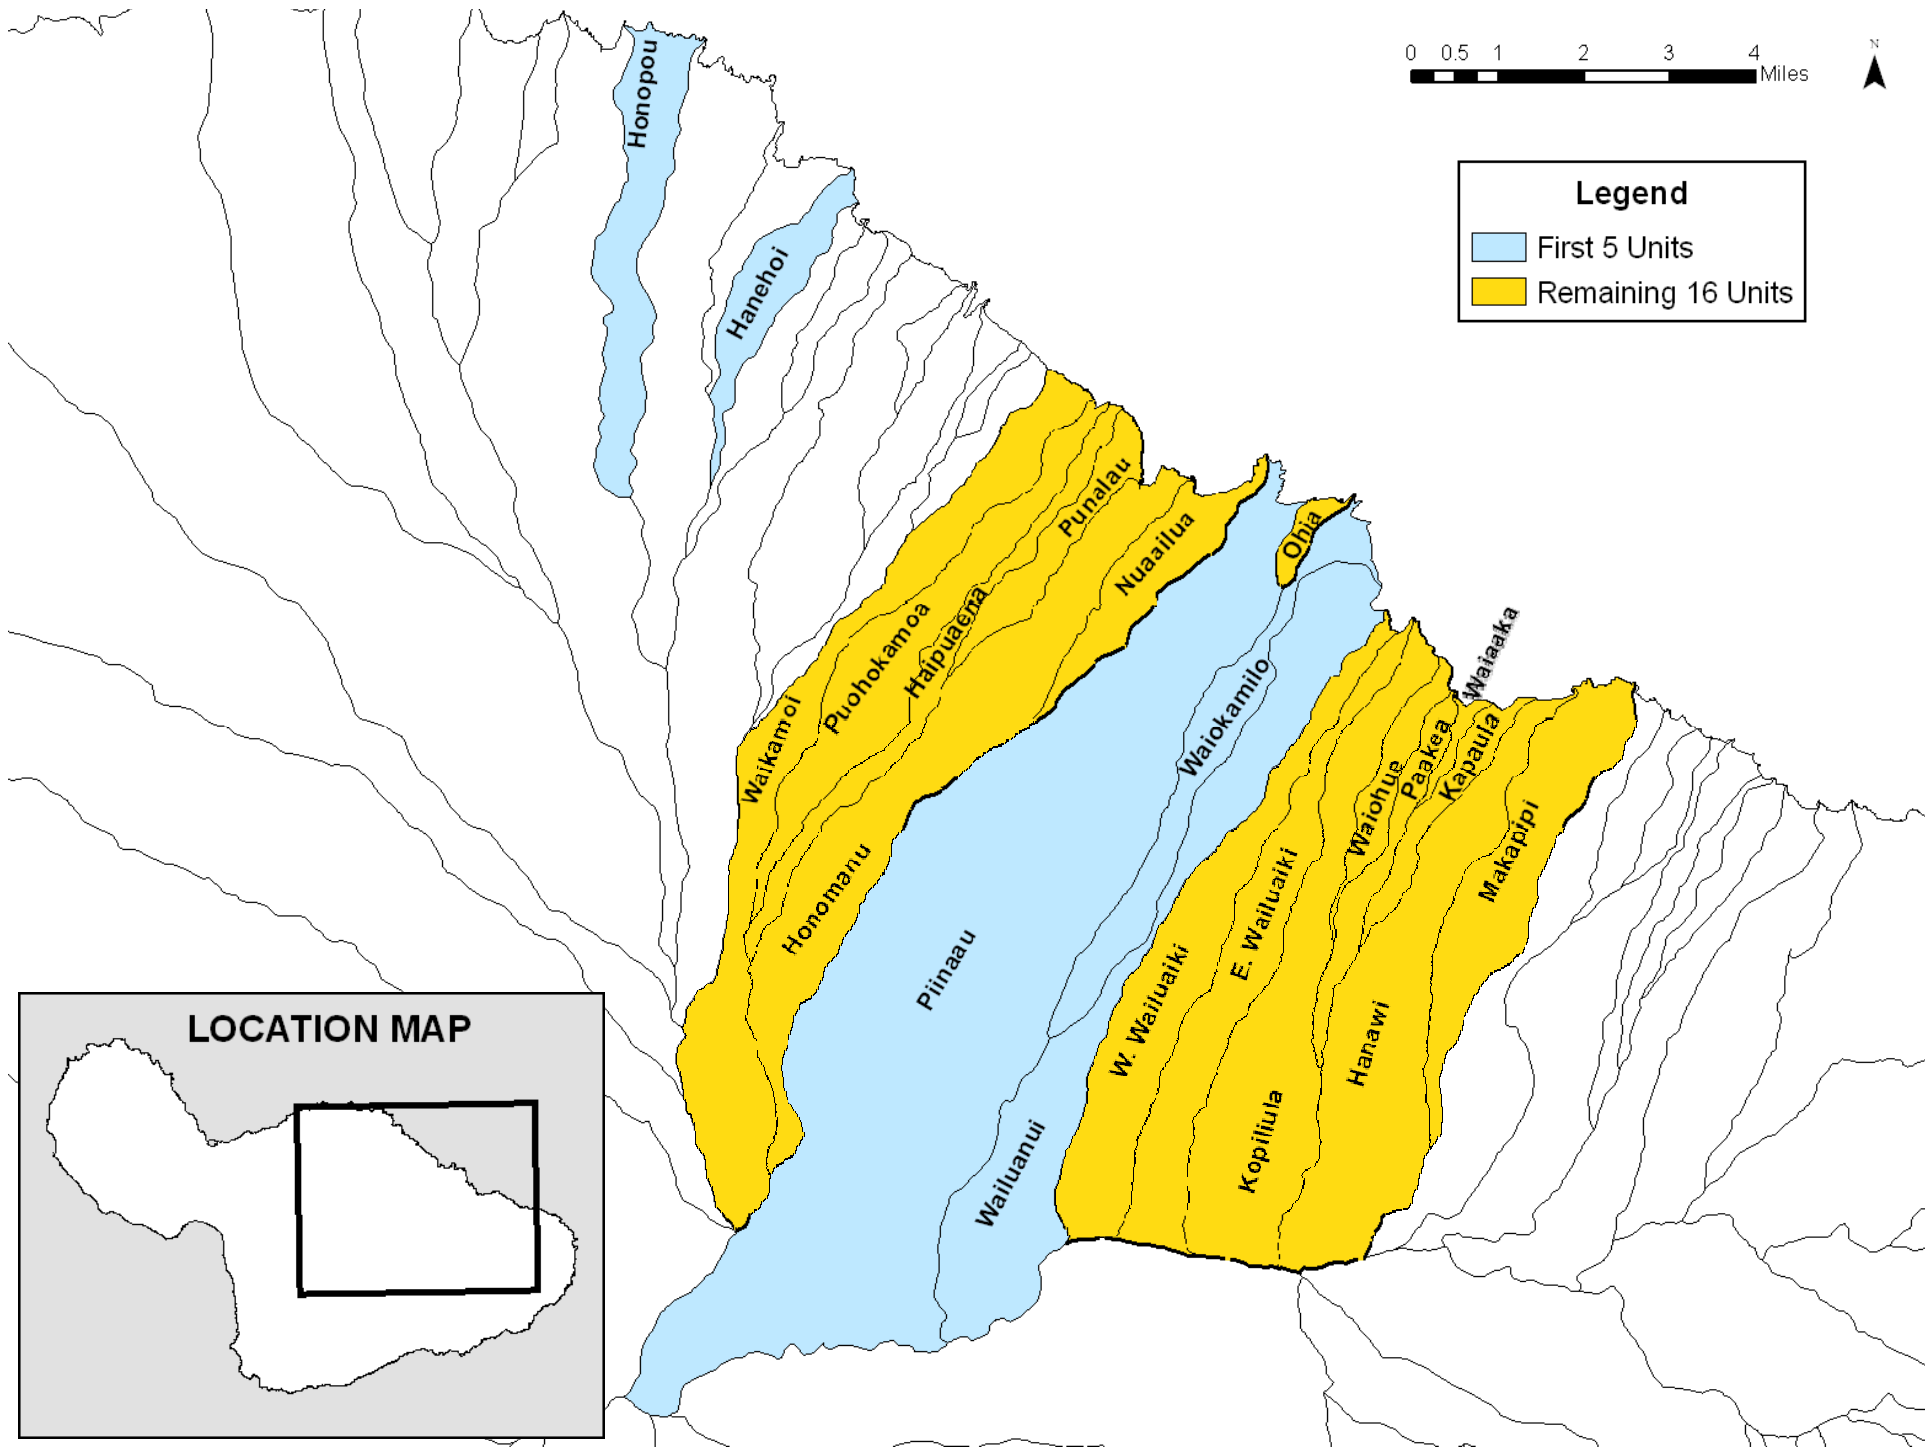 0 0.5 1 2 3 4
Miles
N
Legend
First 5 Units
Remaining 16 Units
Honopou
Hanehoi
Waikamoi
Puohokamoa
Haipuaena
Punalau
Honomanu
Nuaailua
Piinaau
Ohia
Waiokamilo
Wailuanui
W. Wailuaiki
E. Wailuaiki
Kopiliula
Waiohue
Paakea
Waiaaka
Kapaula
Hanawi
Makapipi
LOCATION MAP